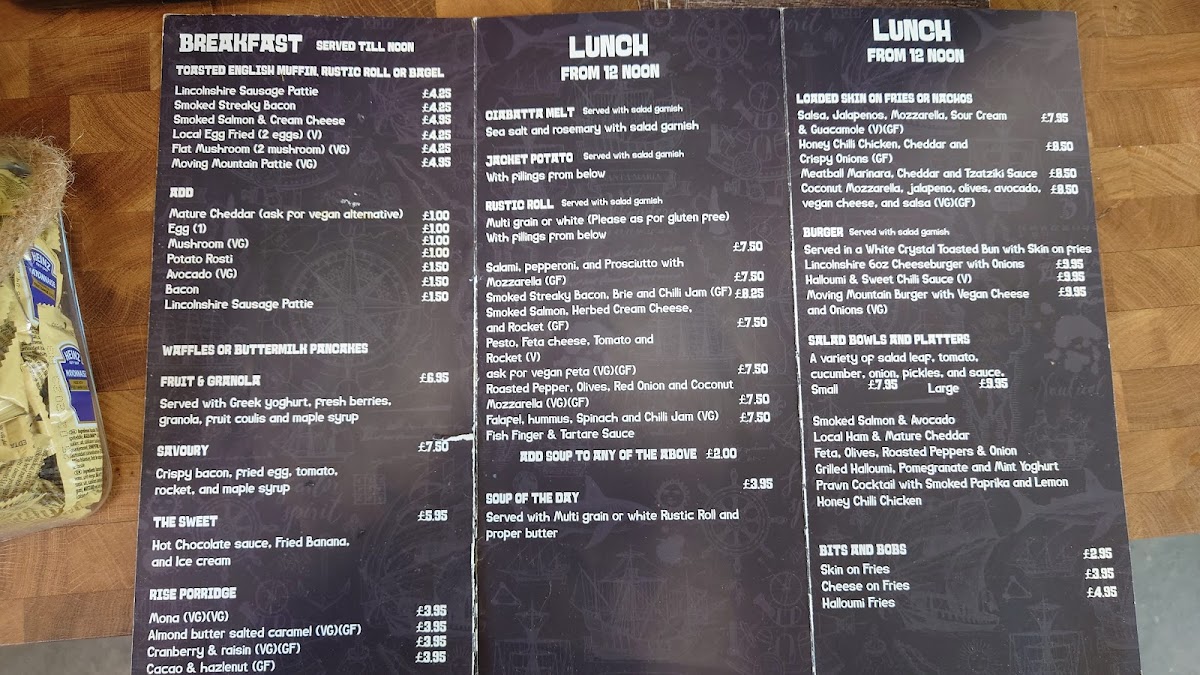 BREAKFAST SERVED TILL NOON
TOASTED ENGLISH MUFFIN, RUSTIC ROLL OR BAGEL
Lincolnshire Sausage Pattie £4.25
Smoked Streaky Bacon £4.25
Smoked Salmon & Cream Cheese £4.95
Local Egg Fried (2 eggs) (V) £4.25
Flat Mushroom (2 mushroom) (VG) £4.25
Moving Mountain Pattie (VG) £4.95
ADD
Mature Cheddar (ask for vegan alternative) £1.00
Egg (1) £1.00
Mushroom (VG) £1.00
Potato Rosti £1.00
Avocado (VG) £1.50
Bacon £1.50
Lincolnshire Sausage Pattie £1.50
WAFFLES OR BUTTERMILK PANCAKES
FRUIT & GRANOLA £6.95
Served with Greek yoghurt, fresh berries,
granola, fruit coulis and maple syrup
SAVOURY £7.50
Crispy bacon, fried egg, tomato,
rocket, and maple syrup
THE SWEET £5.95
Hot Chocolate sauce, Fried Banana,
and Ice cream
RISE PORRIDGE
Mona (VG)(VG) £3.95
Almond butter salted caramel (VG)(GF) £3.95
Cranberry & raisin (VG)(GF) £3.95
Cacao & hazlenut (GF) £3.95
LUNCH
FROM 12 NOON
CIABATTA MELT Served with salad garnish
Sea salt and rosemary with salad garnish
JACKET POTATO Served with salad garnish
With fillings from below
RUSTIC ROLL Served with salad garnish
Multi grain or white (Please as for gluten free)
With fillings from below
£7.50
Salami, pepperoni, and Prosciutto with
Mozzarella (GF) £7.50
Smoked Streaky Bacon, Brie and Chilli Jam (GF) £8.25
Smoked Salmon, Herbed Cream Cheese,
and Rocket (GF) £7.50
Pesto, Feta cheese, Tomato and
Rocket (V)
ask for vegan feta (VG)(GF) £7.50
Roasted Pepper, Olives, Red Onion and Coconut
Mozzarella (VG)(GF) £7.50
Falafel, hummus, Spinach and Chilli Jam (VG) £7.50
Fish Finger & Tartare Sauce
ADD SOUP TO ANY OF THE ABOVE £2.00
£3.95
SOUP OF THE DAY
Served with Multi grain or white Rustic Roll and
proper butter
LUNCH
FROM 12 NOON
LOADED SKIN ON FRIES OR NACHOS
Salsa, Jalapenos, Mozzarella, Sour Cream £7.95
& Guacamole (V)(GF)
Honey Chilli Chicken, Cheddar and £8.50
Crispy Onions (GF)
Meatball Marinara, Cheddar and Tzatziki Sauce £8.50
Coconut Mozzarella, jalapeno, olives, avocado, £8.50
vegan cheese, and salsa (VG)(GF)
BURGER Served with salad garnish
Served in a White Crystal Toasted Bun with Skin on fries
Lincolnshire 6oz Cheeseburger with Onions £9.95
Halloumi & Sweet Chilli Sauce (V) £9.95
Moving Mountain Burger with Vegan Cheese £9.95
and Onions (VG)
SALAD BOWLS AND PLATTERS
A variety of salad leaf, tomato,
cucumber, onion, pickles, and sauce.
Small £7.95 Large £9.95
Smoked Salmon & Avocado
Local Ham & Mature Cheddar
Feta, Olives, Roasted Peppers & Onion
Grilled Halloumi, Pomegranate and Mint Yoghurt
Prawn Cocktail with Smoked Paprika and Lemon
Honey Chilli Chicken
BITS AND BOBS
£2.95
Skin on Fries
£3.95
Cheese on Fries
£4.95
Halloumi Fries
HEINZ
MAYONNAISE
HEINZ
MAYONNAISE